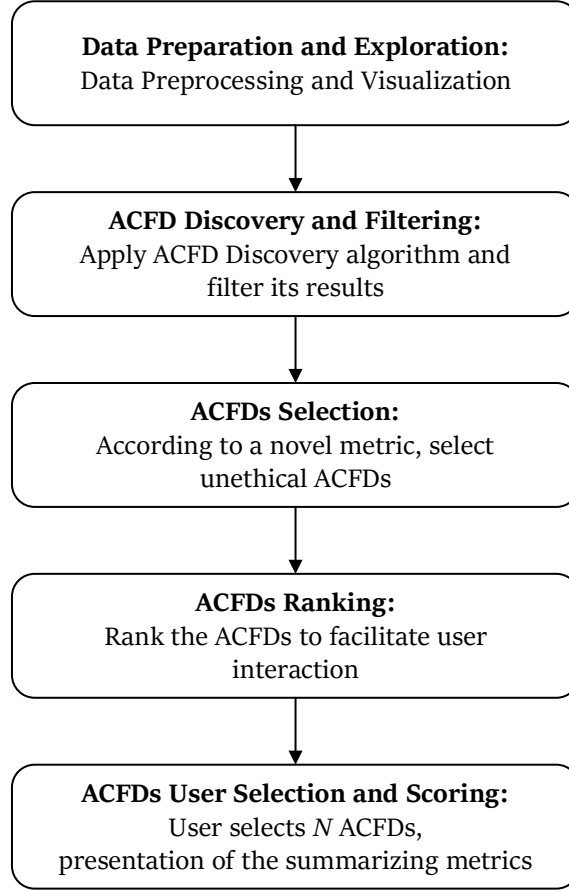 Data Preparation and Exploration:
Data Preprocessing and Visualization
ACFD Discovery and Filtering:
Apply ACFD Discovery algorithm and
filter its results
ACFDs Selection:
According to a novel metric, select
unethical ACFDs
ACFDs Ranking:
Rank the ACFDs to facilitate user
interaction
ACFDs User Selection and Scoring:
User selects N ACFDs,
presentation of the summarizing metrics